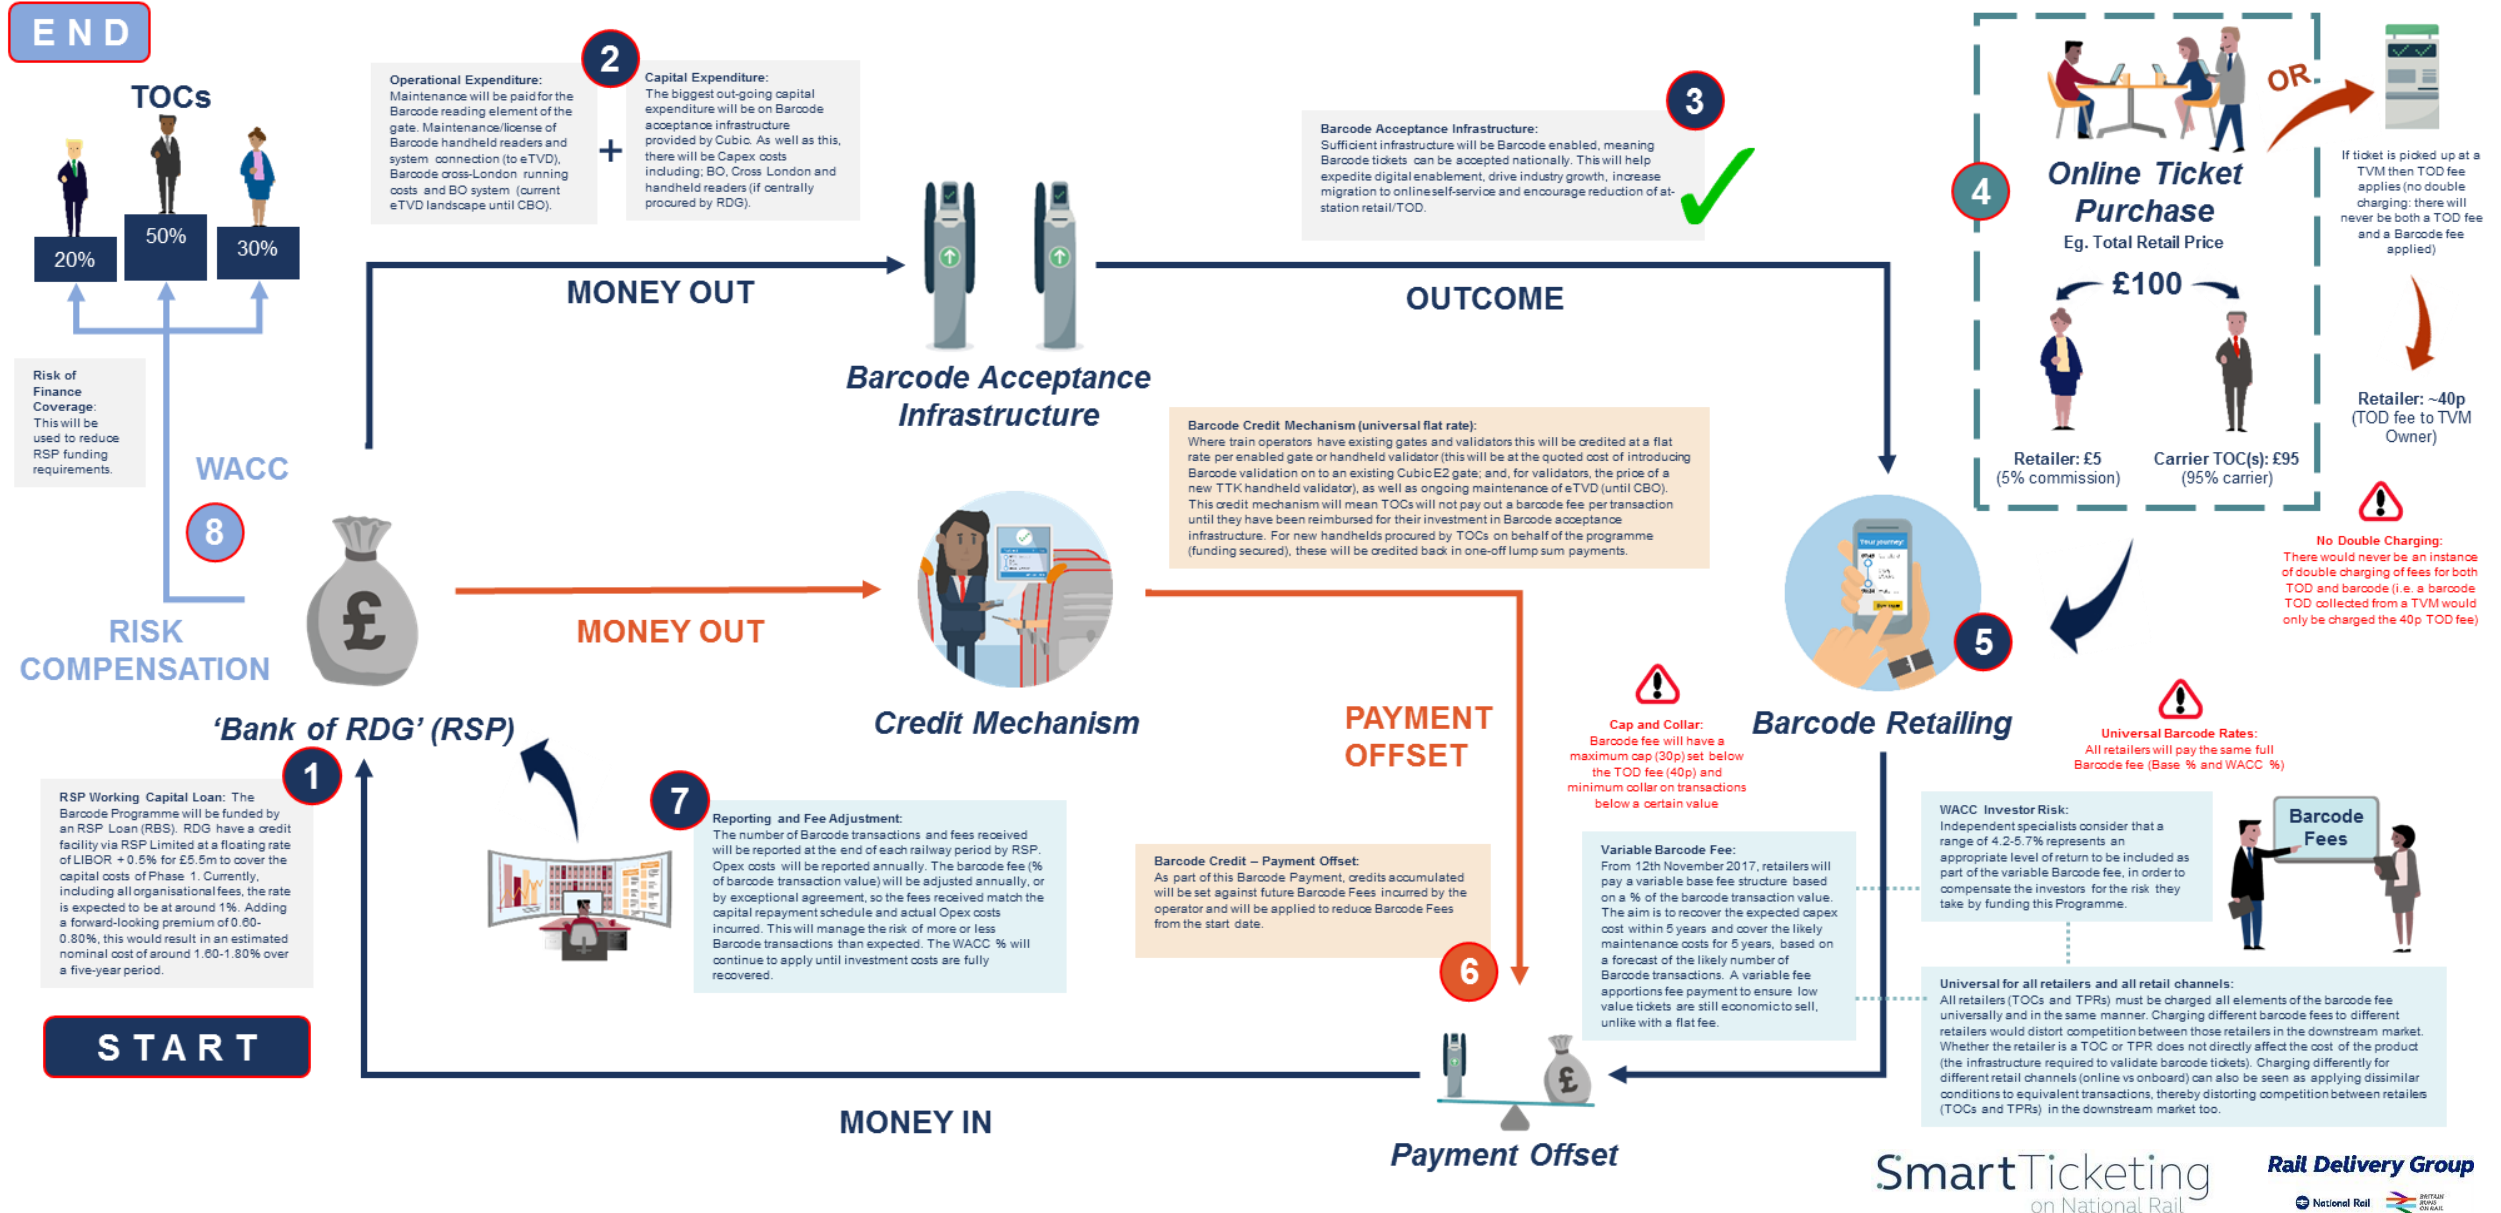 END
TOCs
20%
50%
30%
Risk of
Finance
Coverage:
This will be
used to reduce
RSP funding
requirements.
WACC
8
RISK
COMPENSATION
2
Operational Expenditure:
Maintenance will be paid for the
Barcode reading element of the
gate. Maintenance/license of
Barcode handheld readers and
system connection (to eTVD),
Barcode cross-London running
costs and BO system (current
eTVD landscape until CBO).
+
Capital Expenditure:
The biggest out-going capital
expenditure will be on Barcode
acceptance infrastructure
provided by Cubic. As well as this,
there will be Capex costs
including; BO, Cross London and
handheld readers (if centrally
procured by RDG).
MONEY OUT
Barcode Acceptance
Infrastructure
3
Barcode Acceptance Infrastructure:
Sufficient infrastructure will be Barcode enabled, meaning
Barcode tickets can be accepted nationally. This will help
expedite digital enablement, drive industry growth, increase
migration to online self-service and encourage reduction of at-
station retail/TOD.
OUTCOME
4
Online Ticket
Purchase
Eg. Total Retail Price
£100
Retailer: £5
(5% commission)
Carrier TOC(s): £95
(95% carrier)
OR
If ticket is picked up at a
TVM then TOD fee
applies (no double
charging: there will
never be both a TOD fee
and a Barcode fee
applied)
Retailer: ~40p
(TOD fee to TVM
Owner)
No Double Charging:
There would never be an instance
of double charging of fees for both
TOD and barcode (i.e. a barcode
TOD collected from a TVM would
only be charged the 40p TOD fee)
£
'Bank of RDG' (RSP)
MONEY OUT
Credit Mechanism
Barcode Credit Mechanism (universal flat rate):
Where train operators have existing gates and validators this will be credited at a flat
rate per enabled gate or handheld validator (this will be at the quoted cost of introducing
Barcode validation on to an existing Cubic E2 gate; and, for validators, the price of a
new TTK handheld validator), as well as ongoing maintenance of eTVD (until CBO).
This credit mechanism will mean TOCs will not pay out a barcode fee per transaction
until they have been reimbursed for their investment in Barcode acceptance
infrastructure. For new handhelds procured by TOCs on behalf of the programme
(funding secured), these will be credited back in one-off lump sum payments.
PAYMENT
OFFSET
Your journey:
5
Barcode Retailing
Cap and Collar:
Barcode fee will have a
maximum cap (30p) set below
the TOD fee (40p) and
minimum collar on transactions
below a certain value
Universal Barcode Rates:
All retailers will pay the same full
Barcode fee (Base % and WACC %)
1
RSP Working Capital Loan: The
Barcode Programme will be funded by
an RSP Loan (RBS). RDG have a credit
facility via RSP Limited at a floating rate
of LIBOR + 0.5% for £5.5m to cover the
capital costs of Phase 1. Currently,
including all organisational fees, the rate
is expected to be at around 1%. Adding
a forward-looking premium of 0.60-
0.80%, this would result in an estimated
nominal cost of around 1.60-1.80% over
a five-year period.
START
7
Reporting and Fee Adjustment:
The number of Barcode transactions and fees received
will be reported at the end of each railway period by RSP.
Opex costs will be reported annually. The barcode fee (%
of barcode transaction value) will be adjusted annually, or
by exceptional agreement, so the fees received match the
capital repayment schedule and actual Opex costs
incurred. This will manage the risk of more or less
Barcode transactions than expected. The WACC % will
continue to apply until investment costs are fully
recovered.
Barcode Credit – Payment Offset:
As part of this Barcode Payment, credits accumulated
will be set against future Barcode Fees incurred by the
operator and will be applied to reduce Barcode Fees
from the start date.
6
Variable Barcode Fee:
From 12th November 2017, retailers will
pay a variable base fee structure based
on a % of the barcode transaction value.
The aim is to recover the expected capex
cost within 5 years and cover the likely
maintenance costs for 5 years, based on
a forecast of the likely number of
Barcode transactions. A variable fee
apportions fee payment to ensure low
value tickets are still economic to sell,
unlike with a flat fee.
WACC Investor Risk:
Independent specialists consider that a
range of 4.2-5.7% represents an
appropriate level of return to be included as
part of the variable Barcode fee, in order to
compensate the investors for the risk they
take by funding this Programme.
Barcode
Fees
Universal for all retailers and all retail channels:
All retailers (TOCs and TPRs) must be charged all elements of the barcode fee
universally and in the same manner. Charging different barcode fees to different
retailers would distort competition between those retailers in the downstream market.
Whether the retailer is a TOC or TPR does not directly affect the cost of the product
(the infrastructure required to validate barcode tickets). Charging differently for
different retail channels (online vs onboard) can also be seen as applying dissimilar
conditions to equivalent transactions, thereby distorting competition between retailers
(TOCs and TPRs) in the downstream market too.
£
MONEY IN
Payment Offset
SmartTicketing
on National Rail
Rail Delivery Group
National Rail
BRITAIN
RUNS
ON RAIL